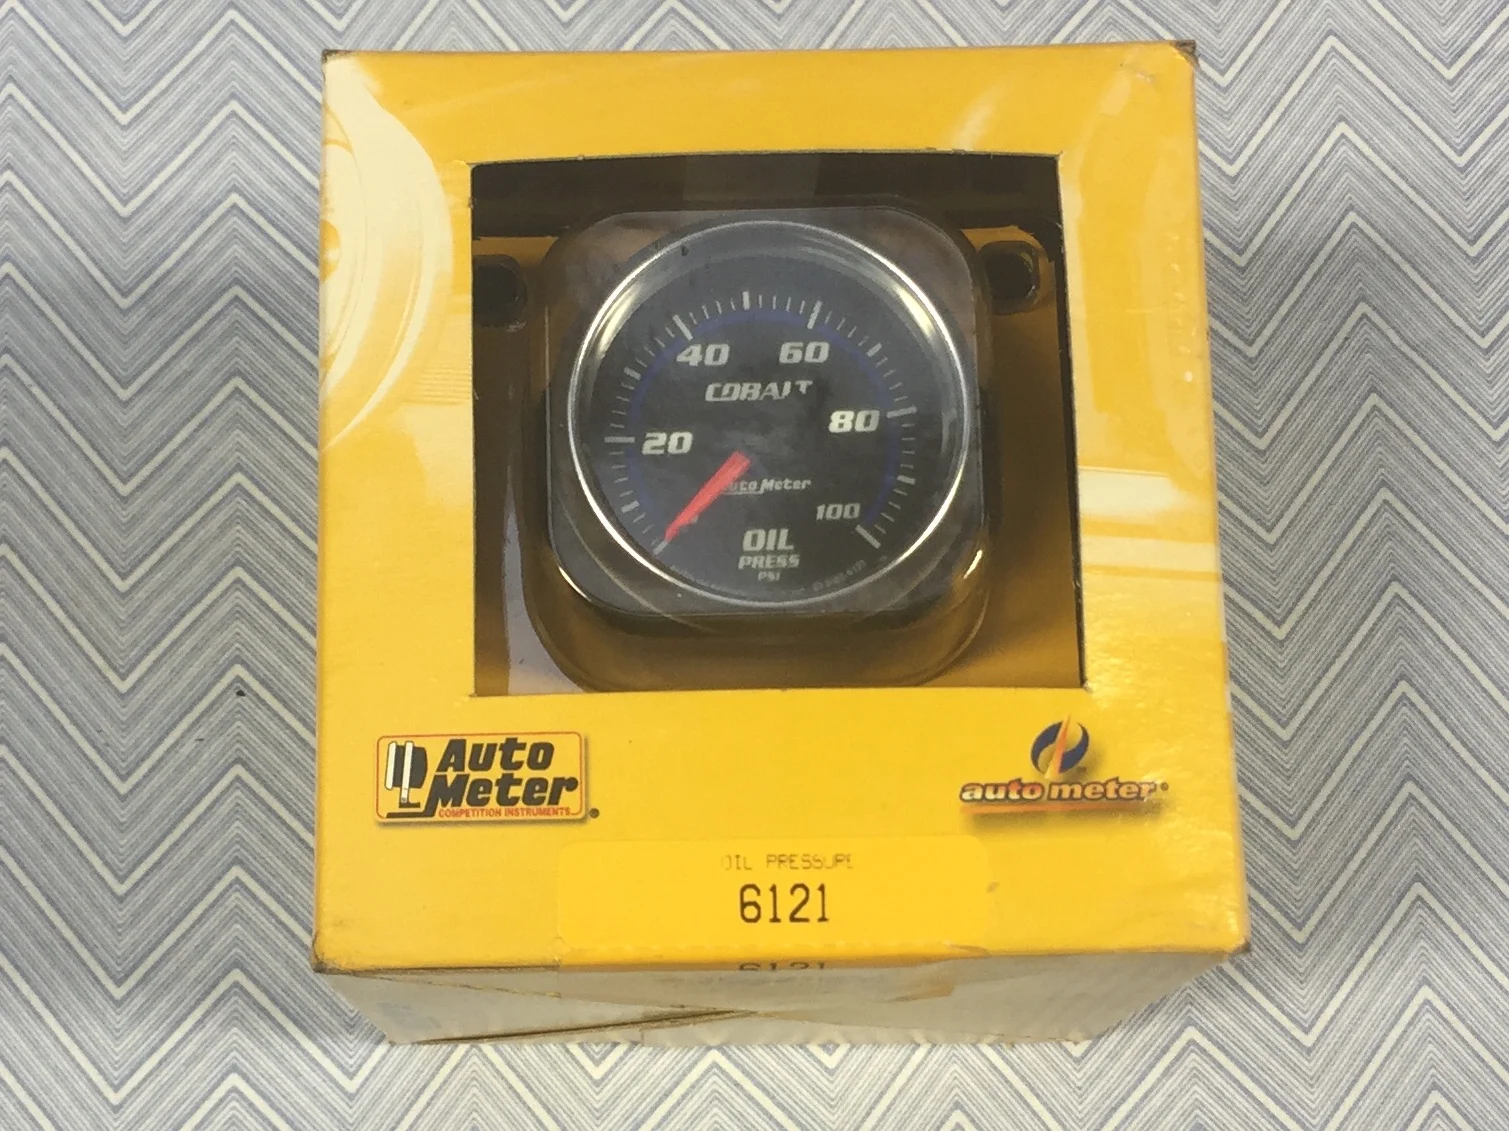 40 60
COBALT
20 80
Auto Meter
100
OIL
PRESS
PSI
Auto
Meter
COMPETITION INSTRUMENTS
auto meter
OIL PRESSURE
6121
6121